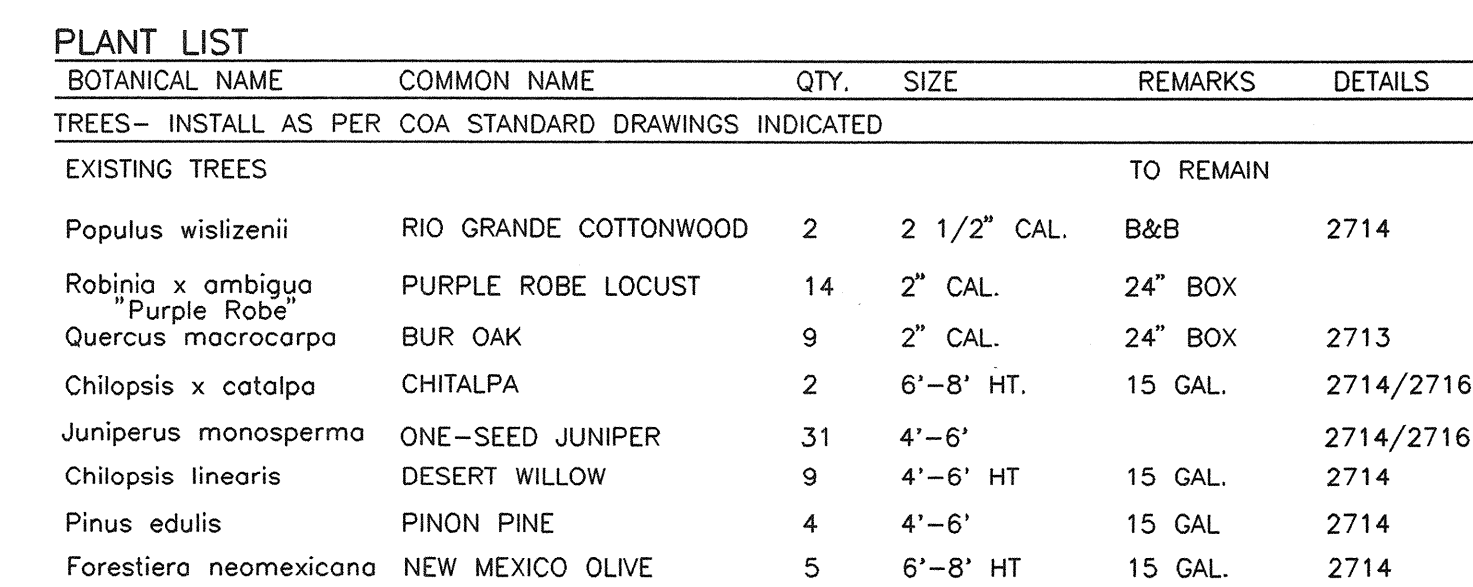 PLANT LIST
BOTANICAL NAME COMMON NAME QTY. SIZE REMARKS DETAILS
TREES- INSTALL AS PER COA STANDARD DRAWINGS INDICATED
EXISTING TREES TO REMAIN
Populus wislizenii RIO GRANDE COTTONWOOD 2 2 1/2" CAL. B&B 2714
Robinia x ambigua PURPLE ROBE LOCUST 14 2" CAL. 24" BOX
"Purple Robe"
Quercus macrocarpa BUR OAK 9 2" CAL. 24" BOX 2713
Chilopsis x catalpa CHITALPA 2 6'-8' HT. 15 GAL. 2714/2716
Juniperus monosperma ONE-SEED JUNIPER 31 4'-6' 2714/2716
Chilopsis linearis DESERT WILLOW 9 4'-6' HT 15 GAL. 2714
Pinus edulis PINON PINE 4 4'-6' 15 GAL 2714
Forestiera neomexicana NEW MEXICO OLIVE 5 6'-8' HT 15 GAL. 2714